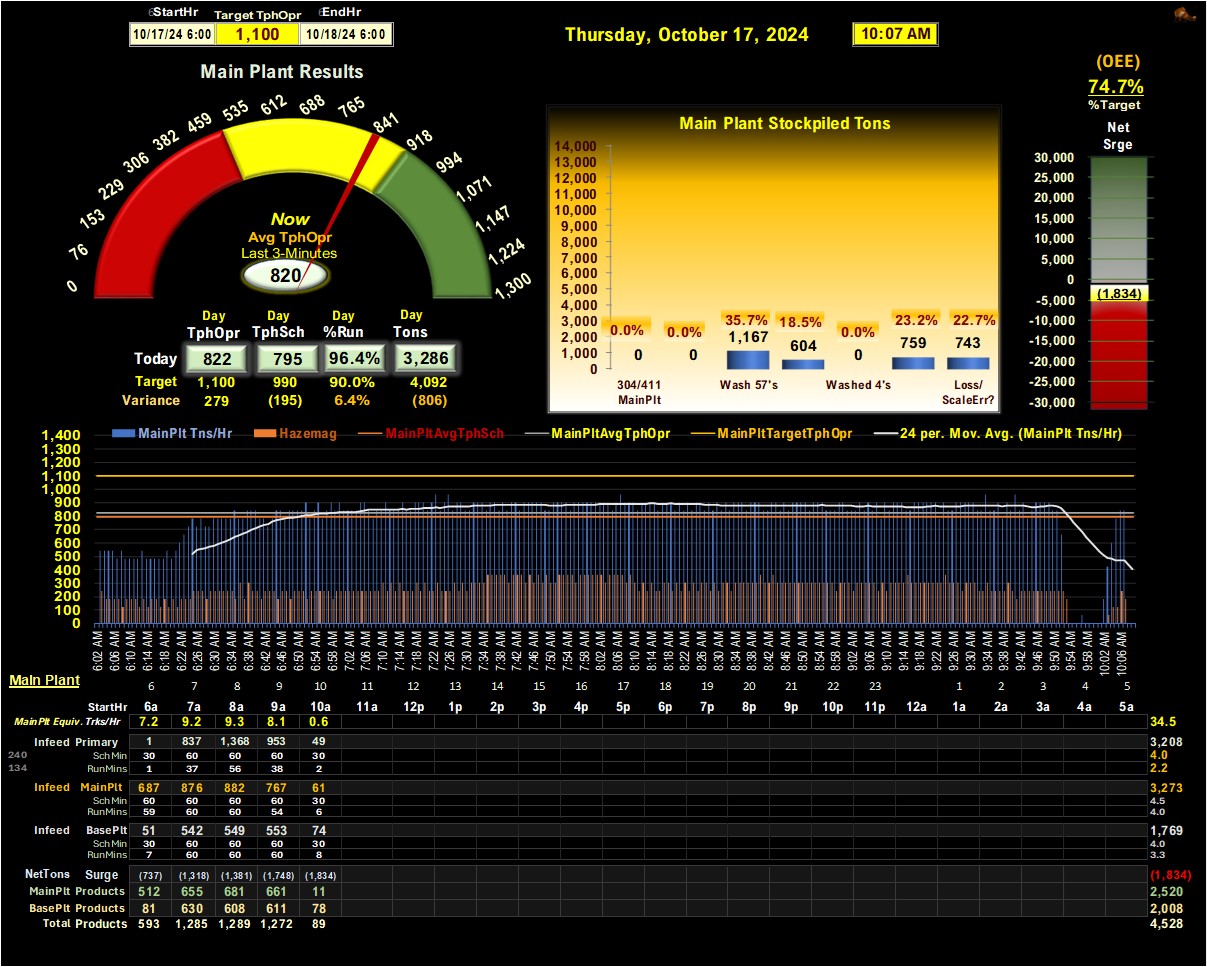 StartHr Target TphOpr EndHr
10/17/24 6:00 1,100 10/18/24 6:00
Thursday, October 17, 2024 10:07 AM
(OEE)
74.7%
%Target
Main Plant Results
0 76 153 229 306 382 459 535 612 688 765 841 918 994 1,071 1,147 1,224 1,300
Now
Avg TphOpr
Last 3-Minutes
820
Day Day Day Day
TphOpr TphSch %Run Tons
Today 822 795 96.4% 3,286
Target 1,100 990 90.0% 4,092
Variance 279 (195) 6.4% (806)
Main Plant Stockpiled Tons
14,000
13,000
12,000
11,000
10,000
9,000
8,000
7,000
6,000
5,000
4,000
3,000
2,000
1,000
0
0.0% 0.0% 35.7% 18.5% 0.0% 23.2% 22.7%
0 0 1,167 604 0 759 743
304/411 MainPlt
Wash 57's
Washed 4's
Loss/ ScaleErr?
Net
Srge
30,000
25,000
20,000
15,000
10,000
5,000
0
(1,834)
-5,000
-10,000
-15,000
-20,000
-25,000
-30,000
MainPlt Tns/Hr Hazemag MainPltAvgTphSch MainPltAvgTphOpr MainPltTargetTphOpr 24 per. Mov. Avg. (MainPlt Tns/Hr)
1,400
1,300
1,200
1,100
1,000
900
800
700
600
500
400
300
200
100
0
6:02 AM 6:06 AM 6:10 AM 6:14 AM 6:18 AM 6:22 AM 6:28 AM 6:30 AM 6:34 AM 6:38 AM 6:42 AM 6:46 AM 6:50 AM 6:54 AM 6:58 AM 7:02 AM 7:06 AM 7:10 AM 7:14 AM 7:18 AM 7:22 AM 7:26 AM 7:30 AM 7:34 AM 7:38 AM 7:42 AM 7:46 AM 7:50 AM 7:54 AM 7:58 AM 8:02 AM 8:06 AM 8:10 AM 8:14 AM 8:18 AM 8:22 AM 8:26 AM 8:30 AM 8:34 AM 8:38 AM 8:42 AM 8:46 AM 8:50 AM 8:54 AM 8:58 AM 9:02 AM 9:06 AM 9:10 AM 9:14 AM 9:18 AM 9:22 AM 9:26 AM 9:30 AM 9:34 AM 9:38 AM 9:42 AM 9:46 AM 9:50 AM 9:54 AM 9:58 AM 10:02 AM 10:06 AM
Main Plant
6 7 8 9 10 11 12 13 14 15 16 17 18 19 20 21 22 23 1 2 3 4 5
StartHr 6a 7a 8a 9a 10a 11a 12p 1p 2p 3p 4p 5p 6p 7p 8p 9p 10p 11p 12a 1a 2a 3a 4a 5a
MainPlt Equiv. Trks/Hr 7.2 9.2 9.3 8.1 0.6 34.5
Infeed Primary 1 837 1,368 953 49 3,208
240 Sch Min 30 60 60 60 30 4.0
134 RunMins 1 37 56 38 2 2.2
Infeed MainPlt 687 876 882 767 61 3,273
Sch Min 60 60 60 60 30 4.5
RunMins 59 60 60 54 6 4.0
Infeed BasePlt 51 542 549 553 74 1,769
Sch Min 30 60 60 60 30 4.0
RunMins 7 60 60 60 8 3.3
NetTons Surge (737) (1,318) (1,381) (1,748) (1,834) (1,834)
MainPlt Products 512 655 681 661 11 2,520
BasePlt Products 81 630 608 611 78 2,008
Total Products 593 1,285 1,289 1,272 89 4,528